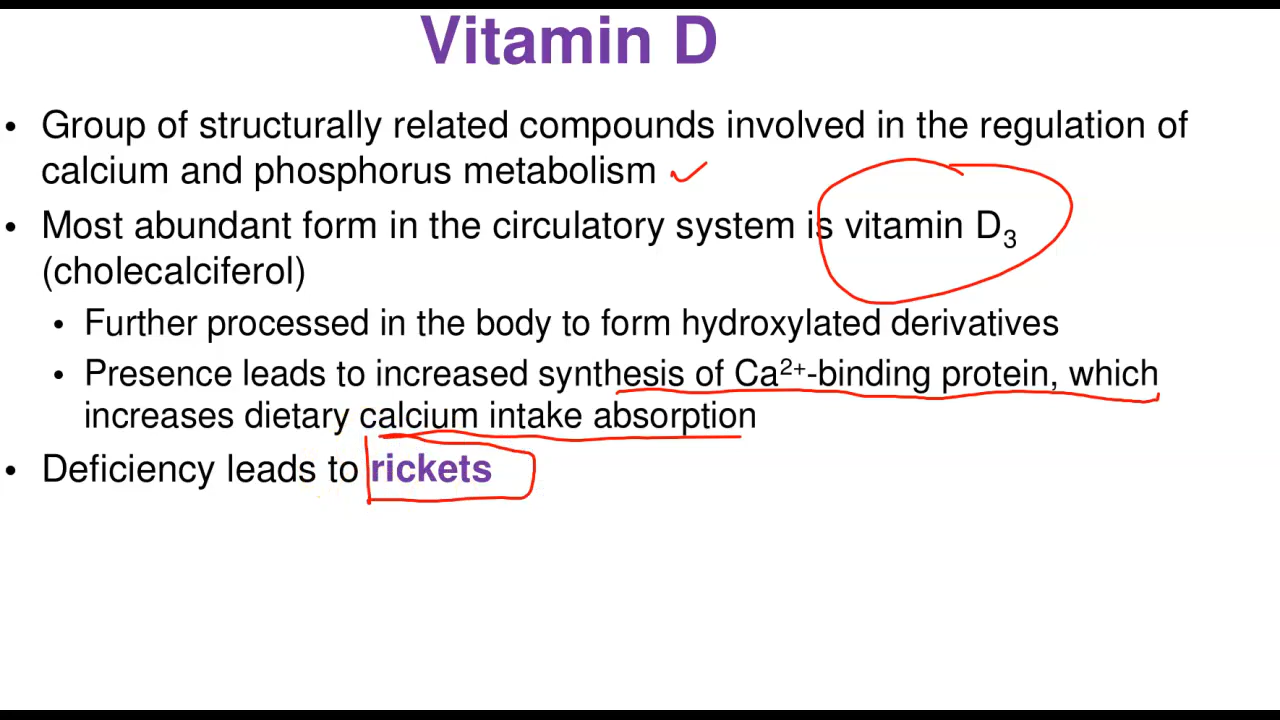 Vitamin D
• Group of structurally related compounds involved in the regulation of
calcium and phosphorus metabolism
• Most abundant form in the circulatory system is vitamin D₃
(cholecalciferol)
• Further processed in the body to form hydroxylated derivatives
• Presence leads to increased synthesis of Ca²⁺-binding protein, which
increases dietary calcium intake absorption
• Deficiency leads to rickets